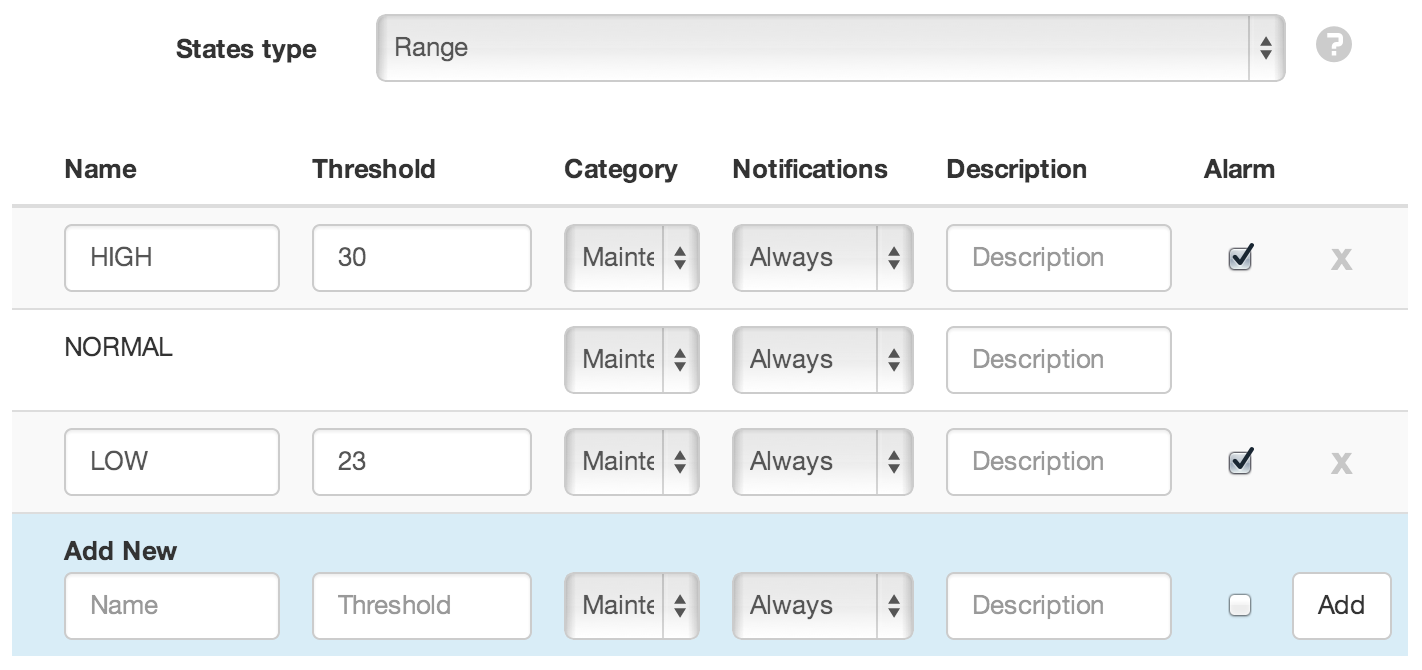 States type Range ?
Name Threshold Category Notifications Description Alarm
HIGH 30 Mainte Always Description x
NORMAL Mainte Always Description
LOW 23 Mainte Always Description x
Add New
Name Threshold Mainte Always Description Add